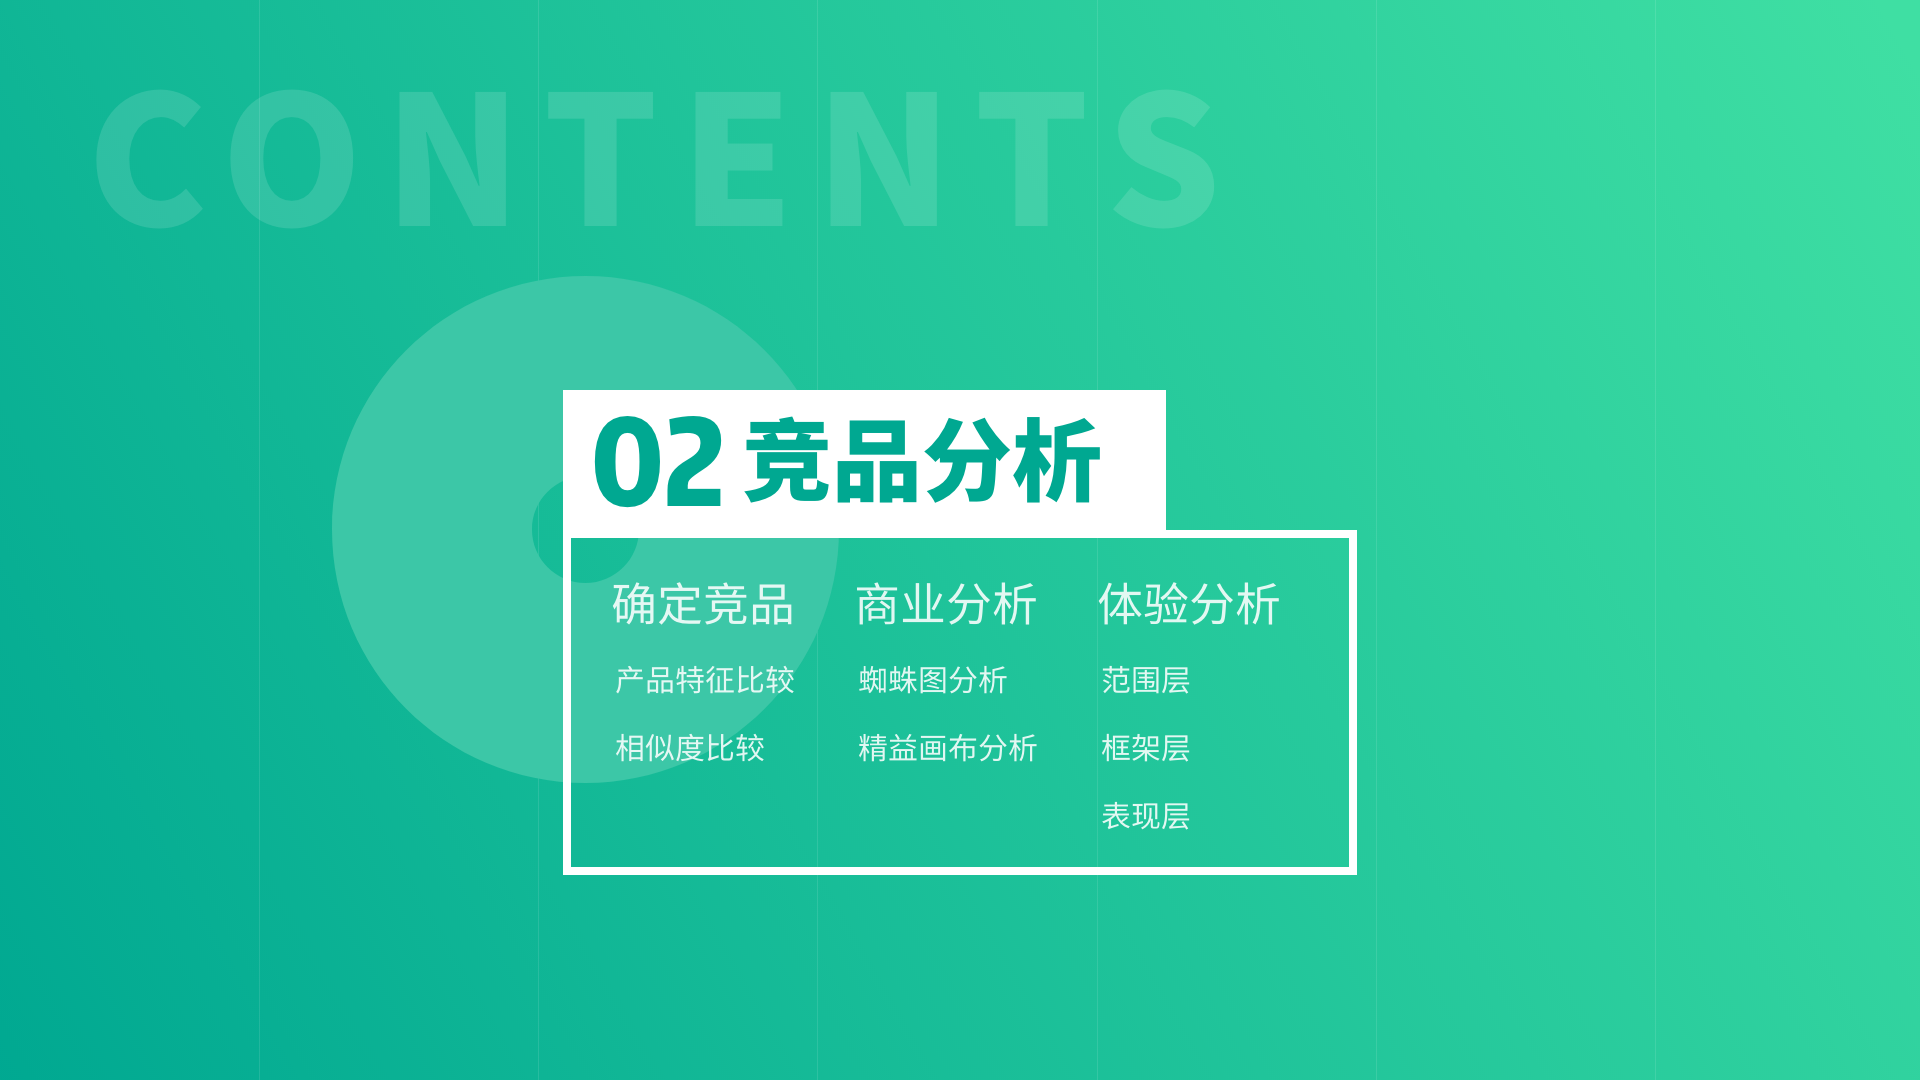 CONTENTS
02 竞品分析
确定竞品
产品特征比较
相似度比较
商业分析
蜘蛛图分析
精益画布分析
体验分析
范围层
框架层
表现层